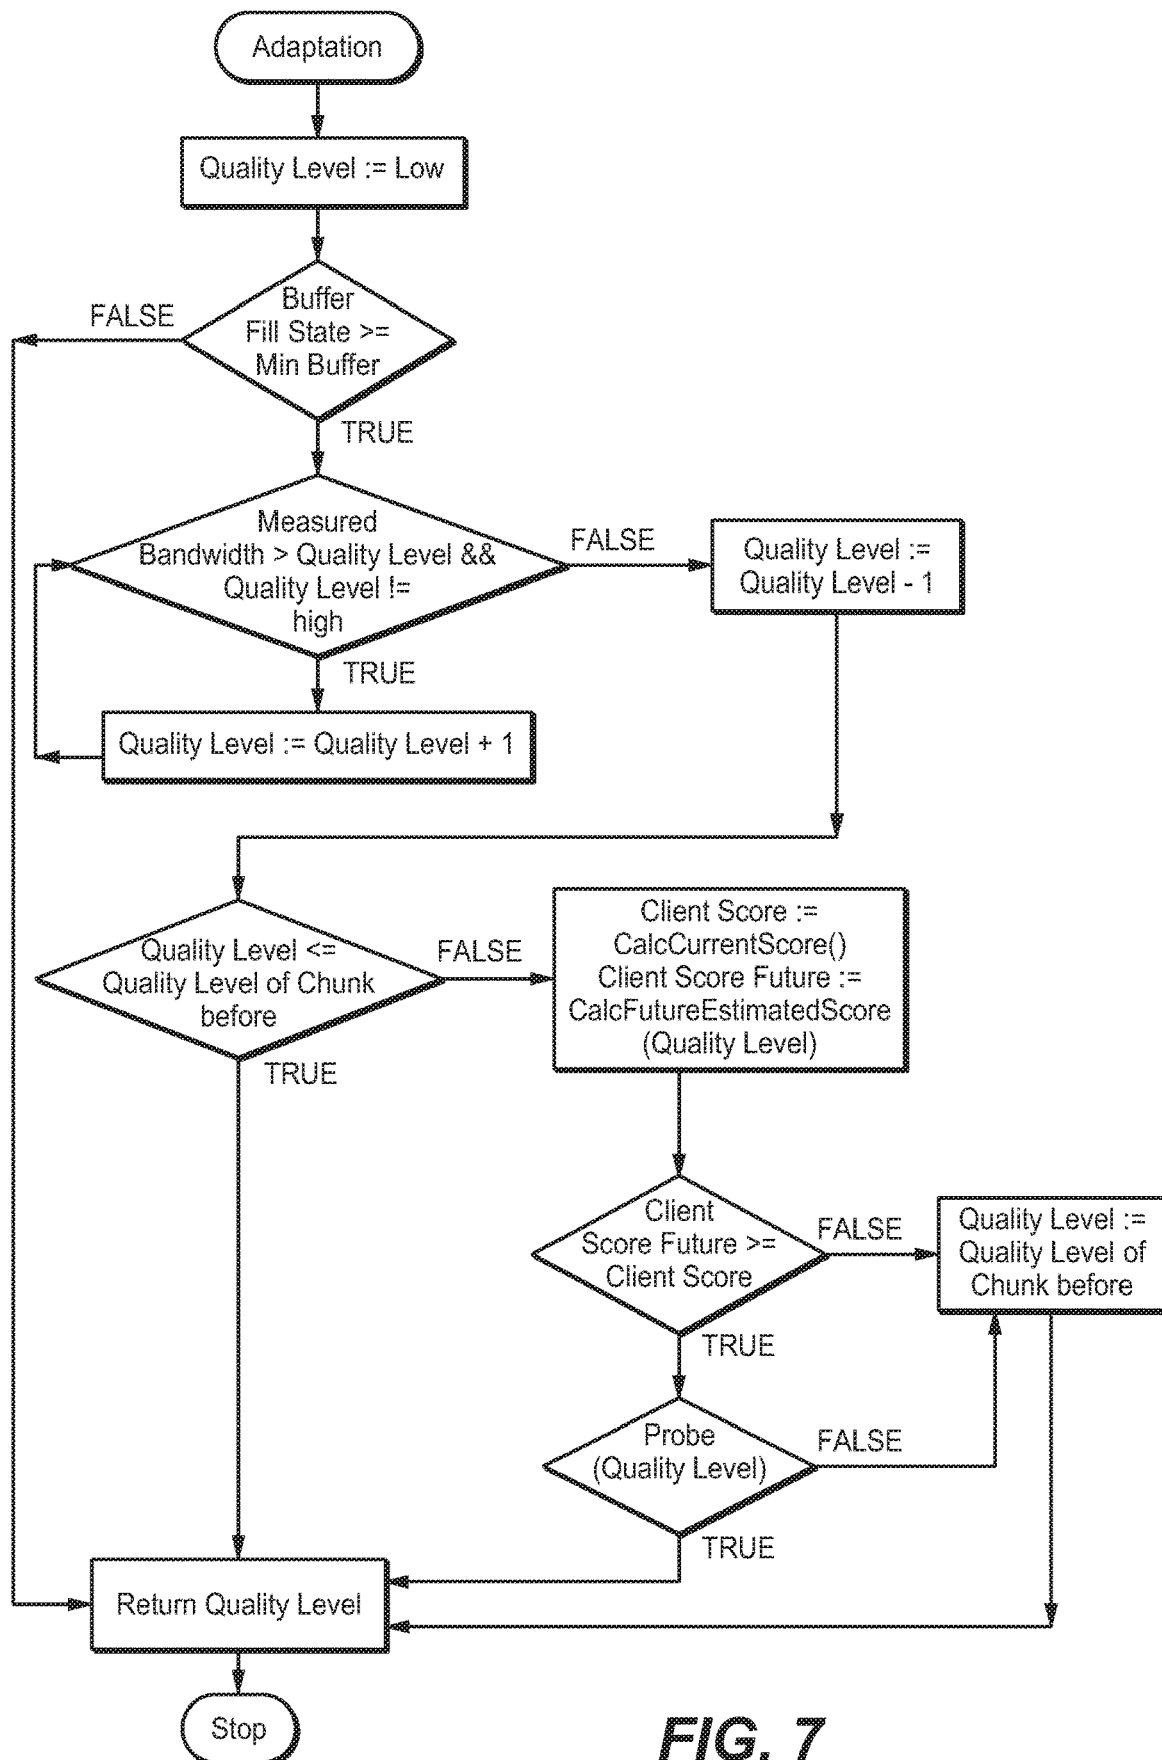 Adaptation
Quality Level := Low
FALSE
Buffer
Fill State >=
Min Buffer
TRUE
Measured
Bandwidth > Quality Level &&
Quality Level !=
high
FALSE
Quality Level :=
Quality Level - 1
TRUE
Quality Level := Quality Level + 1
Quality Level <=
Quality Level of Chunk
before
FALSE
Client Score :=
CalcCurrentScore()
Client Score Future :=
CalcFutureEstimatedScore
(Quality Level)
TRUE
Client
Score Future >=
Client Score
FALSE
Quality Level :=
Quality Level of
Chunk before
TRUE
Probe
(Quality Level)
FALSE
TRUE
Return Quality Level
Stop
FIG. 7